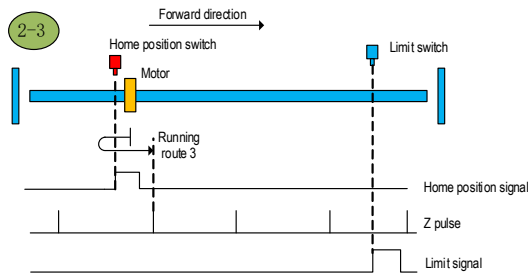 2-3
Forward direction
Home position switch
Limit switch
Motor
Running
route 3
Home position signal
Z pulse
Limit signal